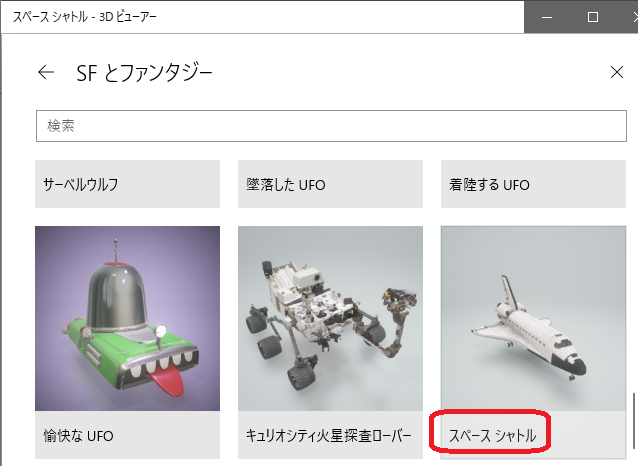 スペース シャトル - 3D ビューアー
SF とファンタジー
検索
サーベルウルフ
墜落した UFO
着陸する UFO
愉快な UFO
キュリオシティ火星探査ローバー
スペース シャトル